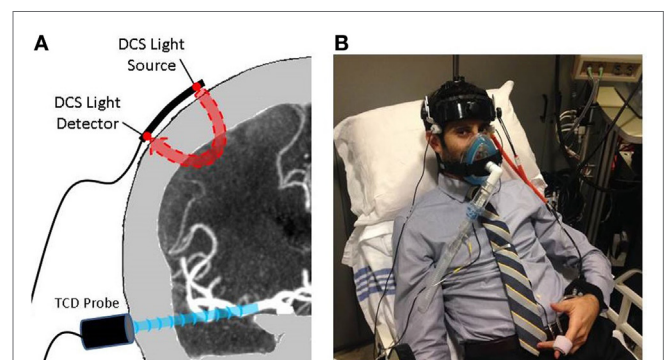 A
DCS Light
Source
DCS Light
Detector
TCD Probe
B